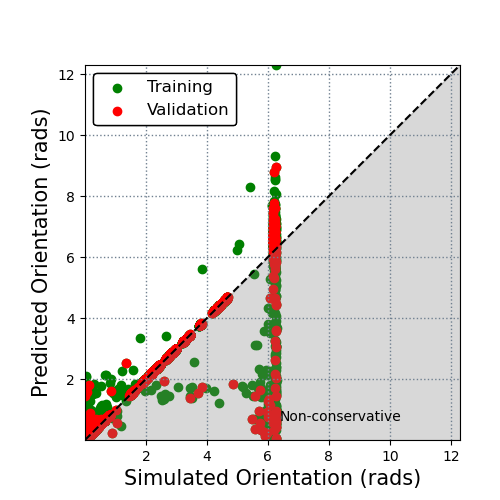 Training
Validation
Predicted Orientation (rads)
12
10
8
6
4
2
Non-conservative
2 4 6 8 10 12
Simulated Orientation (rads)